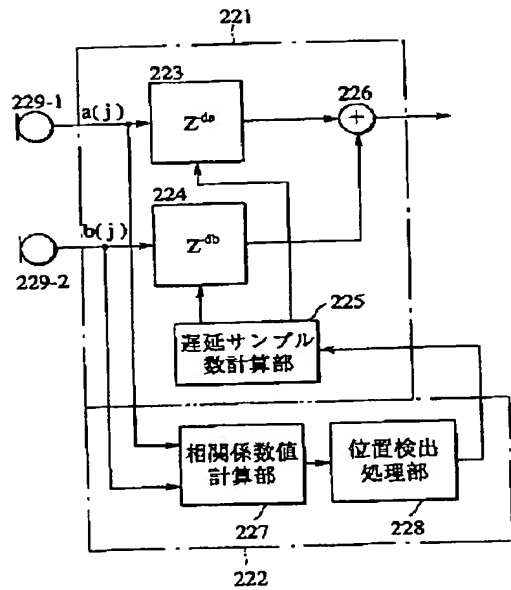 221
223
229-1
a(j)
Z^-da
226
+
224
b(j)
Z^-db
229-2
225
遅延サンプル
数計算部
相関係数値
計算部
位置検出
処理部
227
228
222